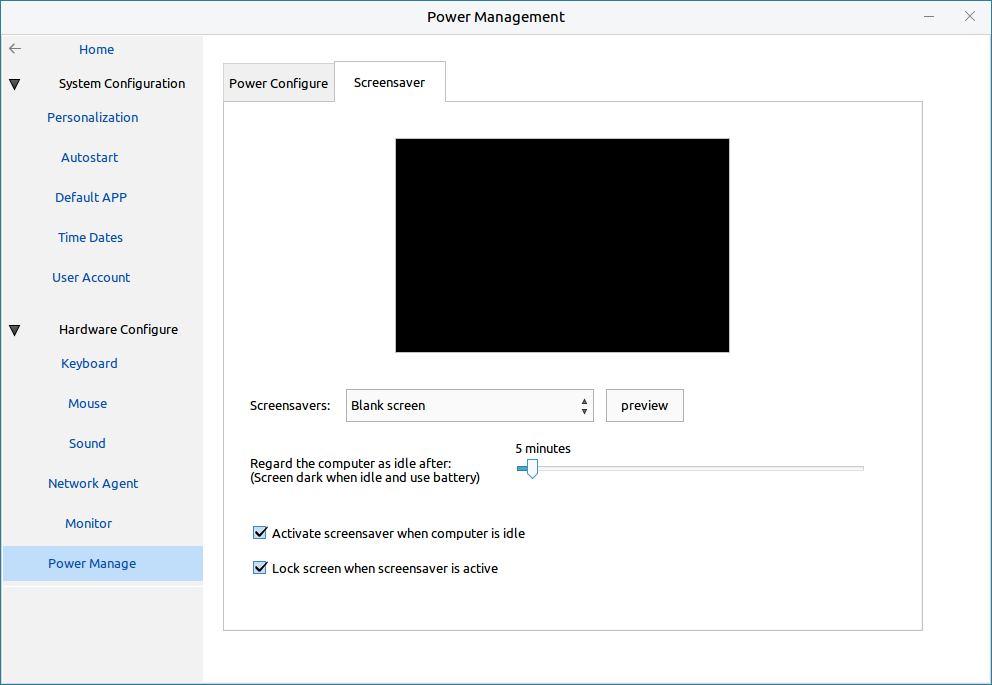 Power Management
Home
System Configuration
Personalization
Autostart
Default APP
Time Dates
User Account
Hardware Configure
Keyboard
Mouse
Sound
Network Agent
Monitor
Power Manage
Power Configure
Screensaver
Screensavers:
Blank screen
preview
5 minutes
Regard the computer as idle after:
(Screen dark when idle and use battery)
Activate screensaver when computer is idle
Lock screen when screensaver is active